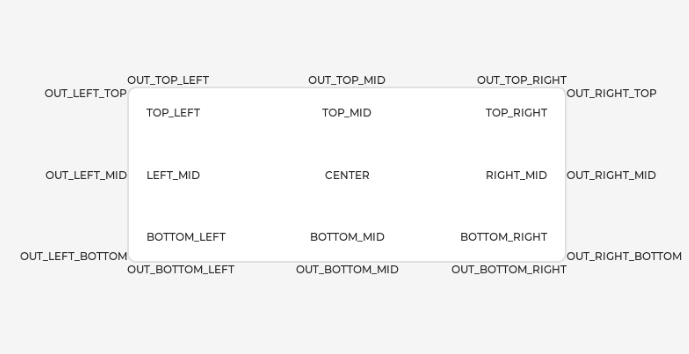 OUT_TOP_LEFT OUT_TOP_MID OUT_TOP_RIGHT
OUT_LEFT_TOP OUT_RIGHT_TOP
TOP_LEFT TOP_MID TOP_RIGHT
OUT_LEFT_MID LEFT_MID CENTER RIGHT_MID OUT_RIGHT_MID
BOTTOM_LEFT BOTTOM_MID BOTTOM_RIGHT
OUT_LEFT_BOTTOM OUT_RIGHT_BOTTOM
OUT_BOTTOM_LEFT OUT_BOTTOM_MID OUT_BOTTOM_RIGHT